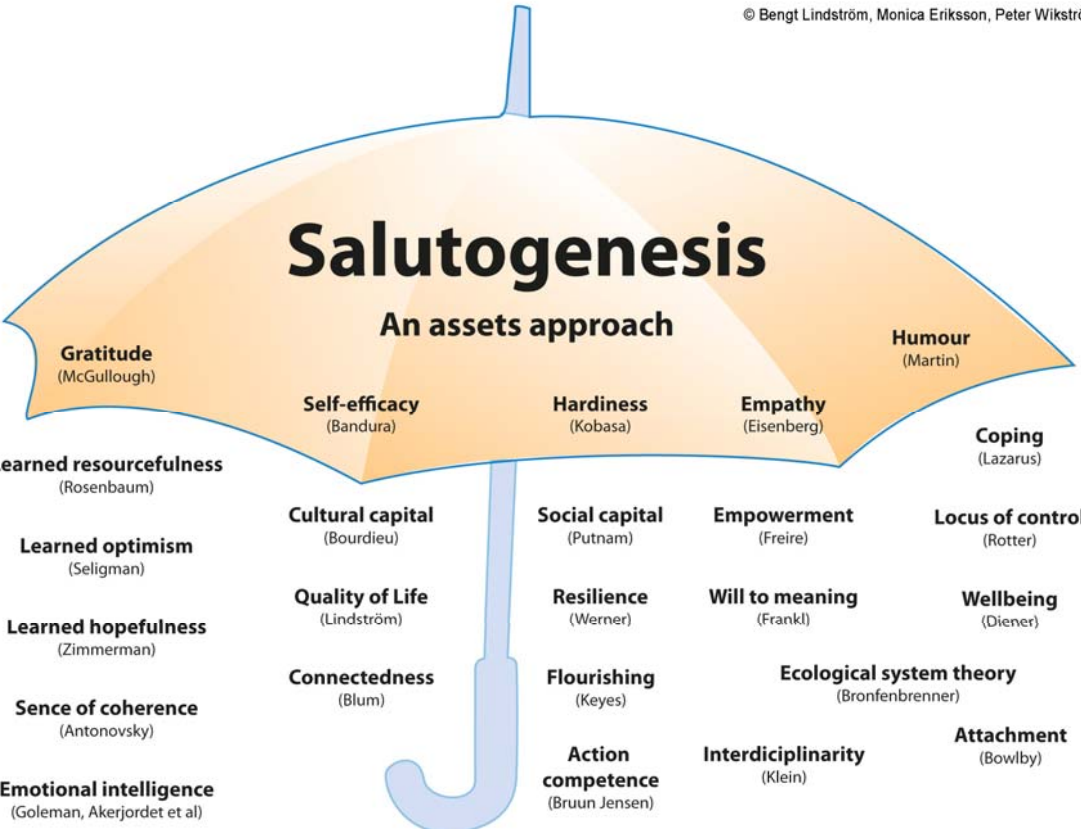 © Bengt Lindström, Monica Eriksson, Peter Wikströ
Salutogenesis
An assets approach
Gratitude
(McGullough)
Humour
(Martin)
Self-efficacy
(Bandura)
Hardiness
(Kobasa)
Empathy
(Eisenberg)
Coping
(Lazarus)
earned resourcefulness
(Rosenbaum)
Cultural capital
(Bourdieu)
Social capital
(Putnam)
Empowerment
(Freire)
Locus of control
(Rotter)
Learned optimism
(Seligman)
Quality of Life
(Lindström)
Resilience
(Werner)
Will to meaning
(Frankl)
Wellbeing
(Diener)
Learned hopefulness
(Zimmerman)
Connectedness
(Blum)
Flourishing
(Keyes)
Ecological system theory
(Bronfenbrenner)
Sence of coherence
(Antonovsky)
Action
competence
(Bruun Jensen)
Interdiciplinarity
(Klein)
Attachment
(Bowlby)
Emotional intelligence
(Goleman, Akerjordet et al)